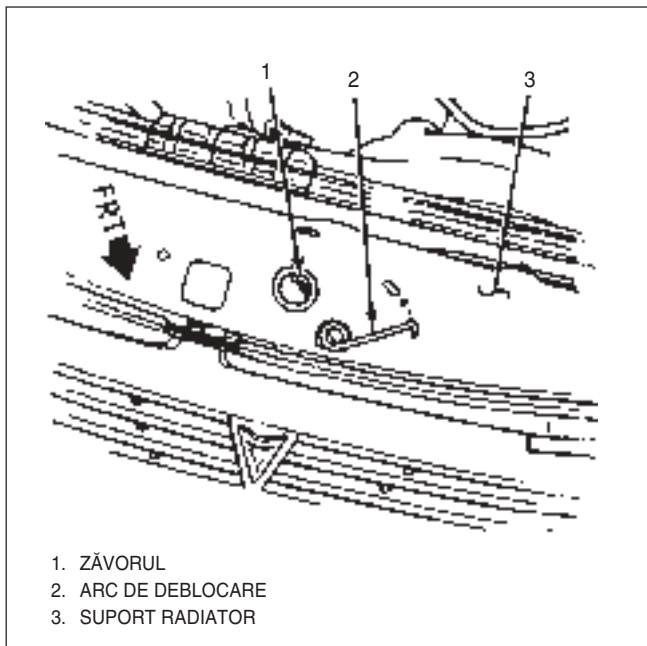 1
2
3
FRT
1. ZĂVORUL
2. ARC DE DEBLOCARE
3. SUPORT RADIATOR